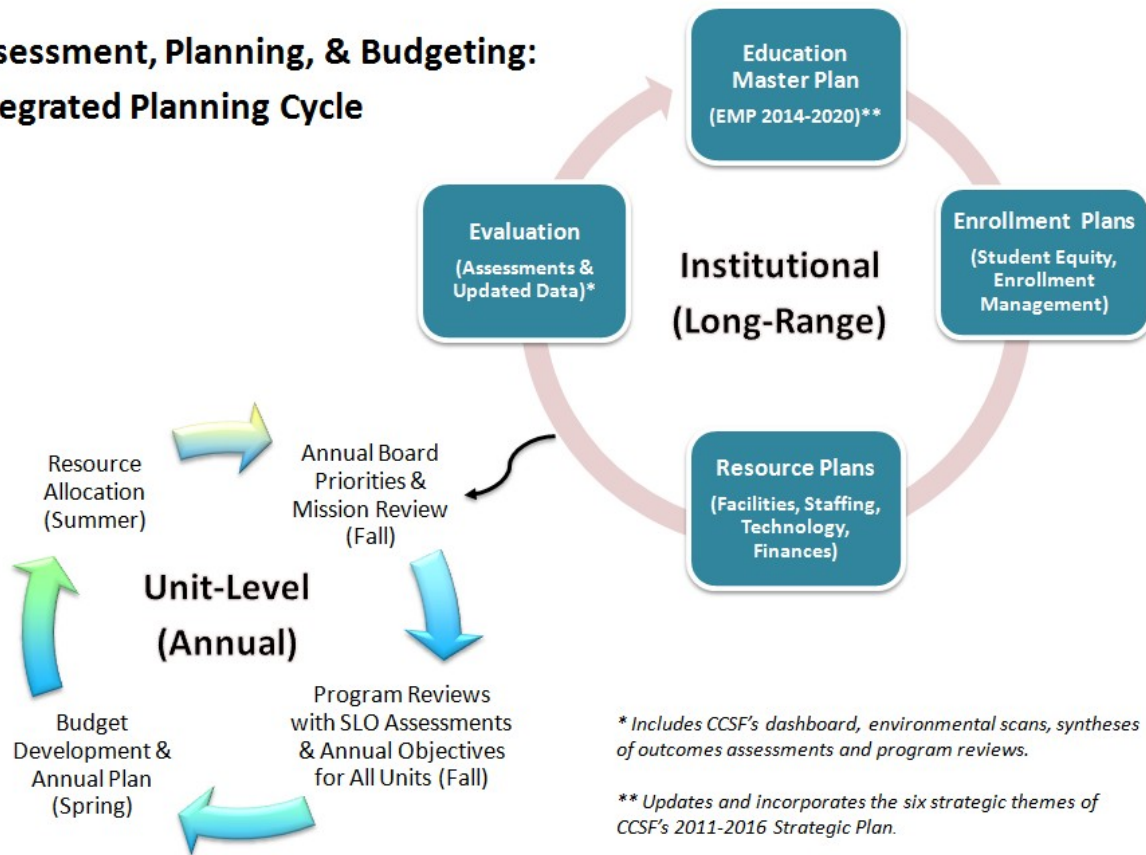 ssessment, Planning, & Budgeting:
egrated Planning Cycle
Education
Master Plan
(EMP 2014-2020)**
Enrollment Plans
(Student Equity,
Enrollment
Management)
Evaluation
(Assessments &
Updated Data)*
Institutional
(Long-Range)
Resource Plans
(Facilities, Staffing,
Technology,
Finances)
Annual Board
Priorities &
Mission Review
(Fall)
Resource
Allocation
(Summer)
Unit-Level
(Annual)
Program Reviews
with SLO Assessments
& Annual Objectives
for All Units (Fall)
Budget
Development &
Annual Plan
(Spring)
* Includes CCSF's dashboard, environmental scans, syntheses
of outcomes assessments and program reviews.
** Updates and incorporates the six strategic themes of
CCSF's 2011-2016 Strategic Plan.